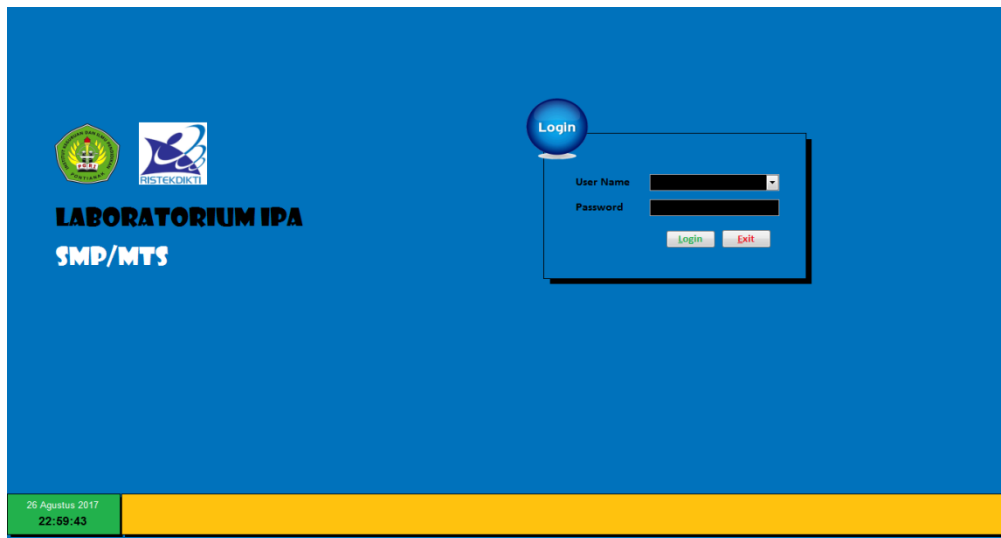 RISTEKDIKTI
LABORATORIUM IPA
SMP/MTS
Login
User Name
Password
Login
Exit
26 Agustus 2017
22:59:43